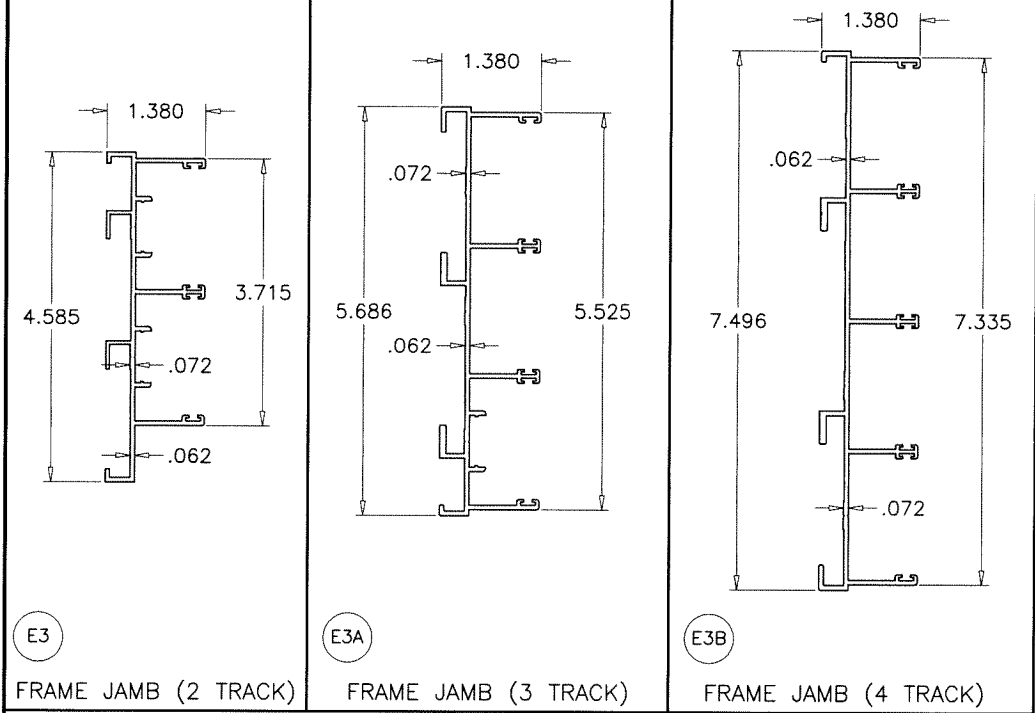 1.380
4.585
3.715
.072
.062
E3
FRAME JAMB (2 TRACK)
1.380
.072
5.686
5.525
.062
E3A
FRAME JAMB (3 TRACK)
1.380
.062
7.496
7.335
.072
E3B
FRAME JAMB (4 TRACK)